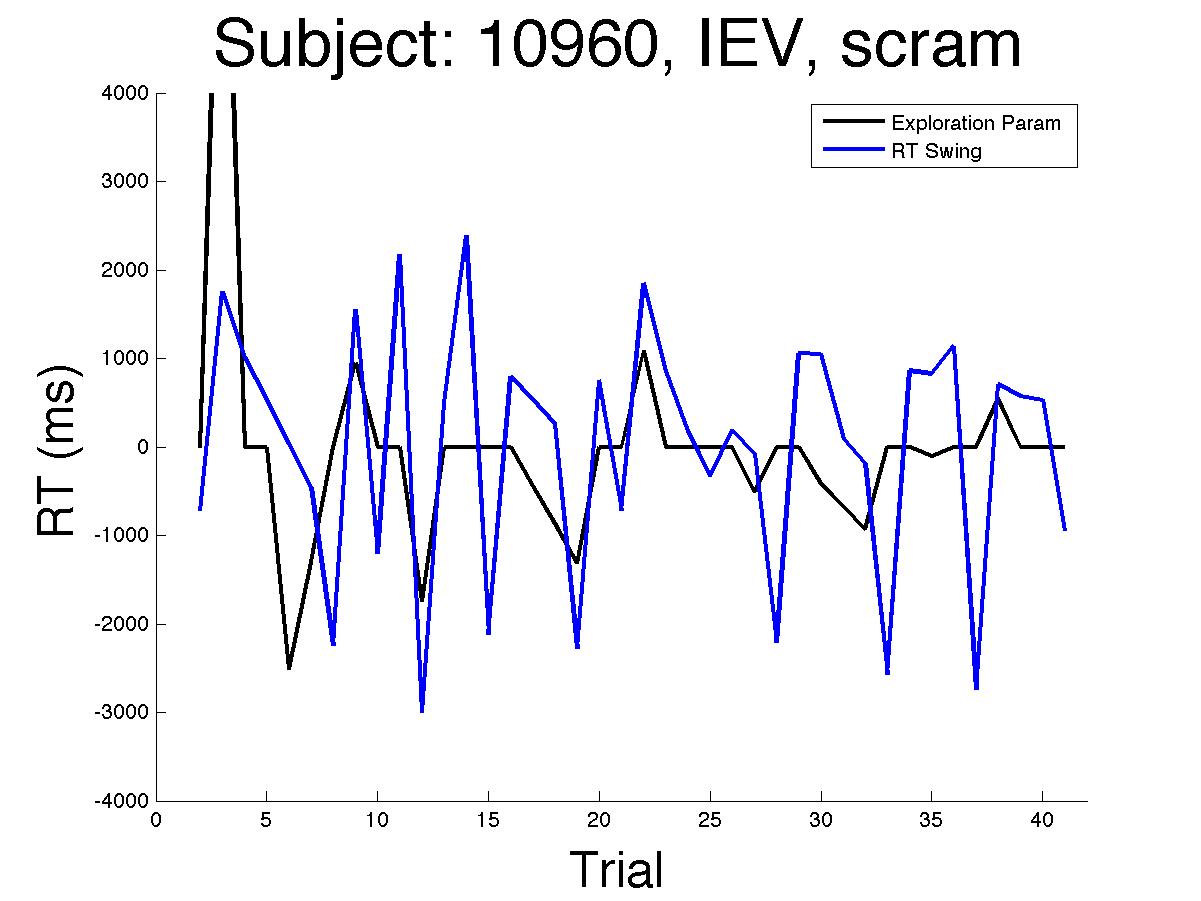 Subject: 10960, IEV, scram
Exploration Param
RT Swing
RT (ms)
4000
3000
2000
1000
0
-1000
-2000
-3000
-4000
0 5 10 15 20 25 30 35 40
Trial